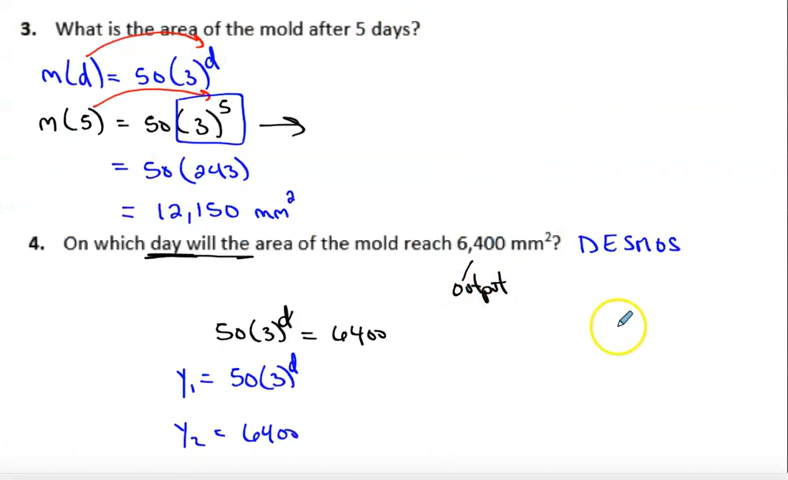 3. What is the area of the mold after 5 days?
m(d) = 50(3)^d
m(5) = 50(3)^5 →
= 50(243)
= 12,150 mm²
4. On which day will the area of the mold reach 6,400 mm²? DESMOS
output
50(3)^d = 6400
y₁ = 50(3)^d
y₂ = 6400